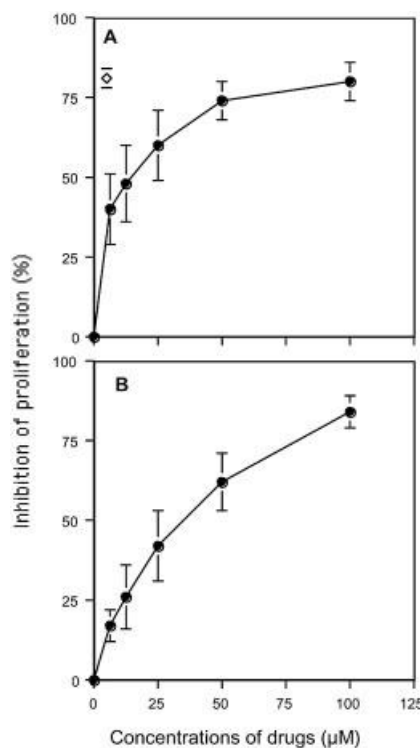 100
A
75
50
25
0
100
B
75
50
25
0
0 25 50 75 100 125
Inhibition of proliferation (%)
Concentrations of drugs (μM)